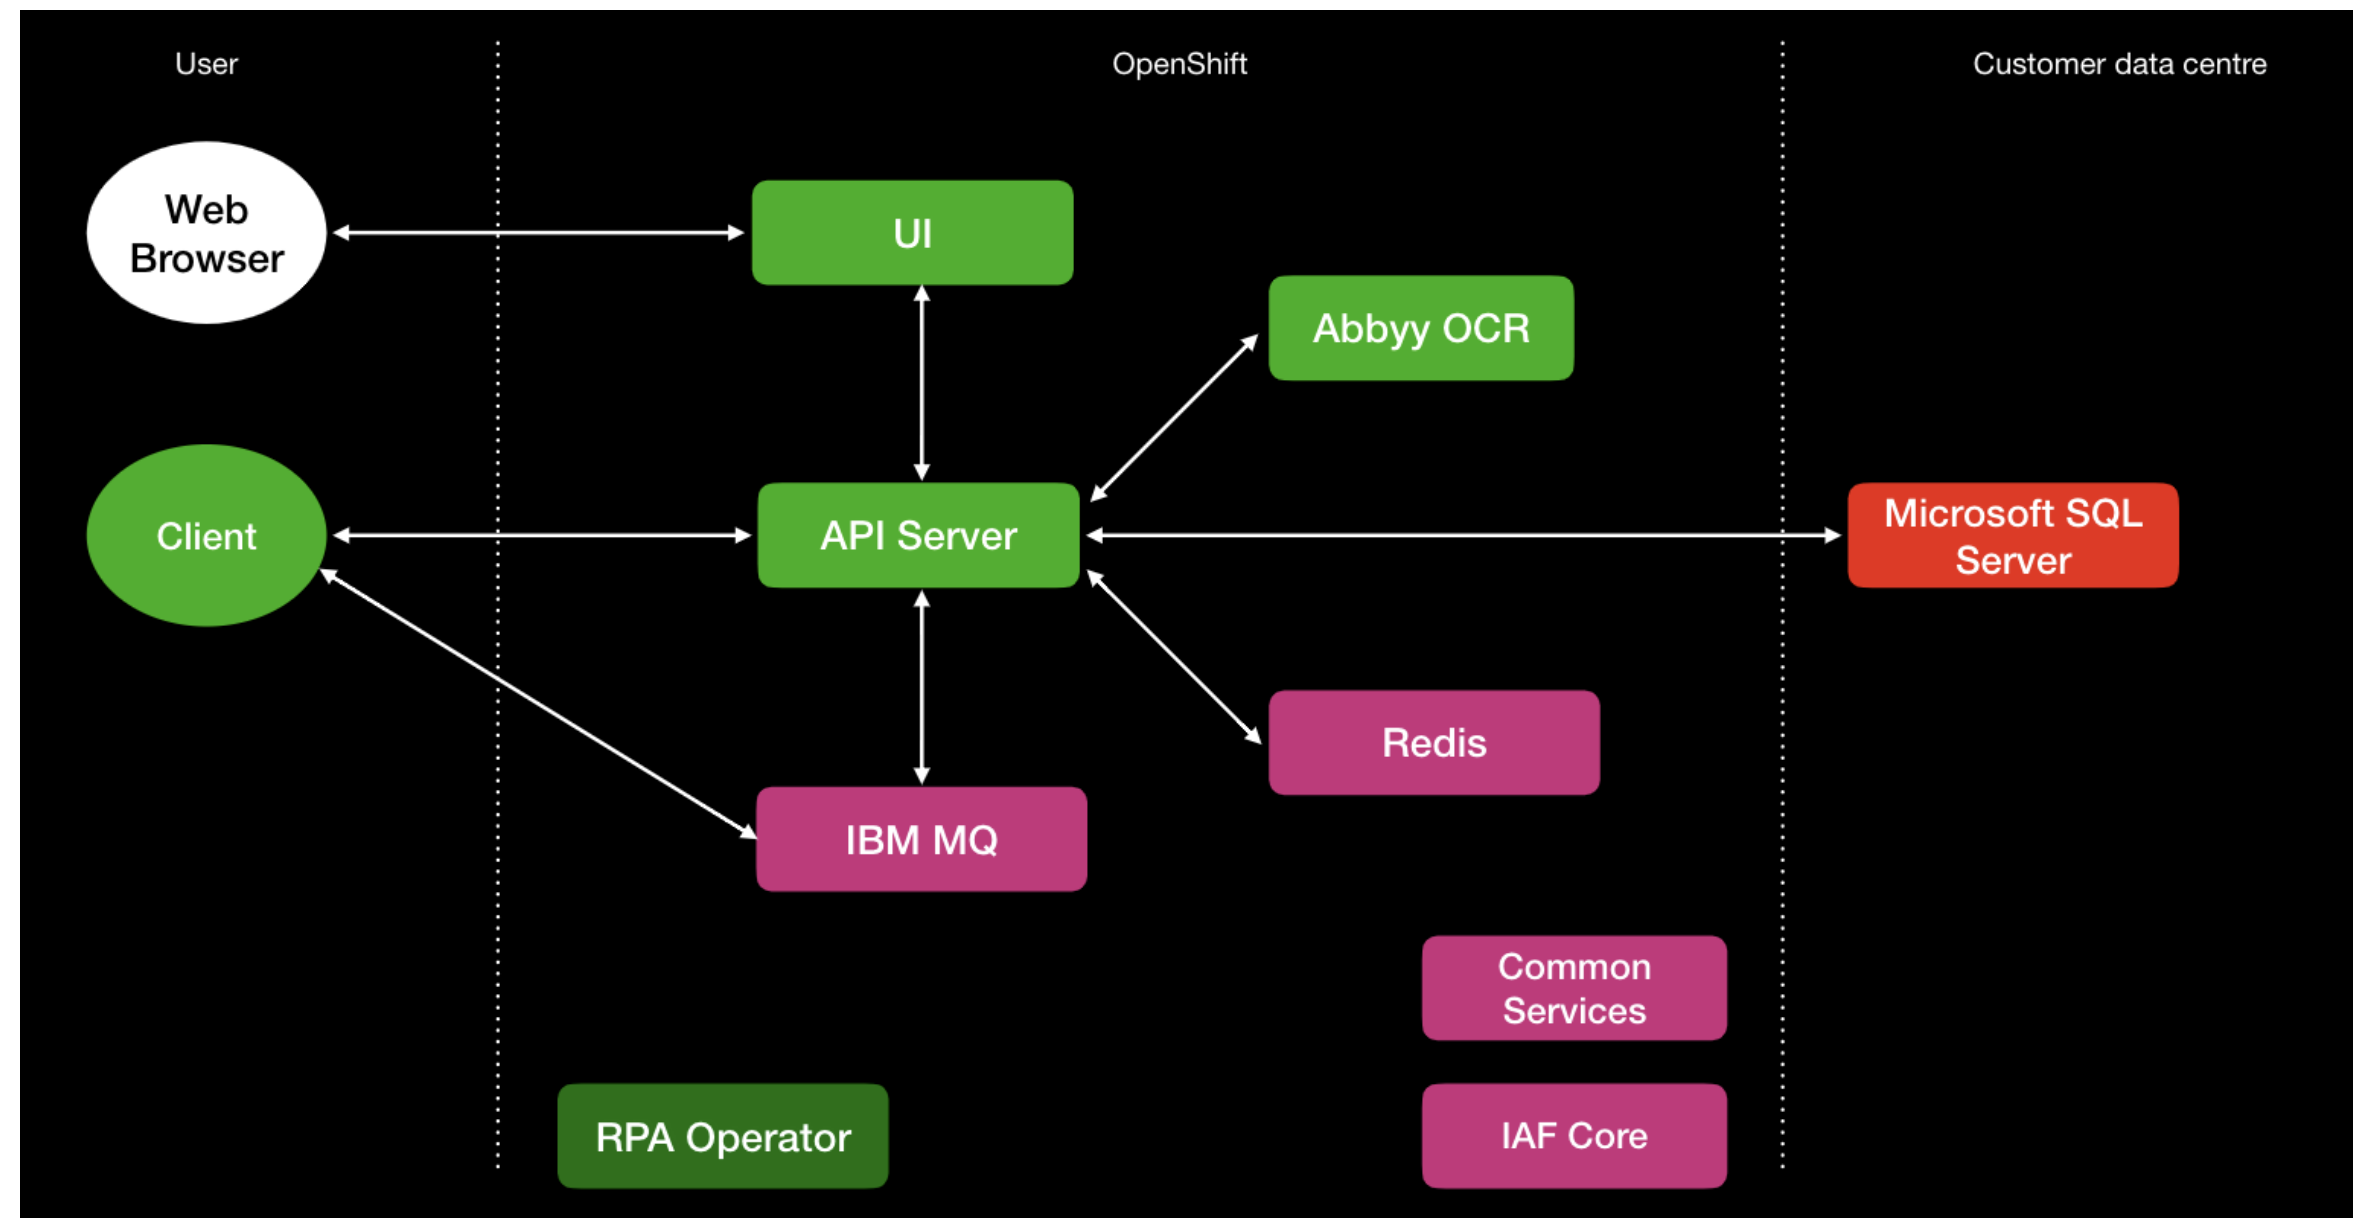 User
OpenShift
Customer data centre
Web
Browser
UI
Abbyy OCR
Client
API Server
Microsoft SQL
Server
Redis
IBM MQ
Common
Services
RPA Operator
IAF Core